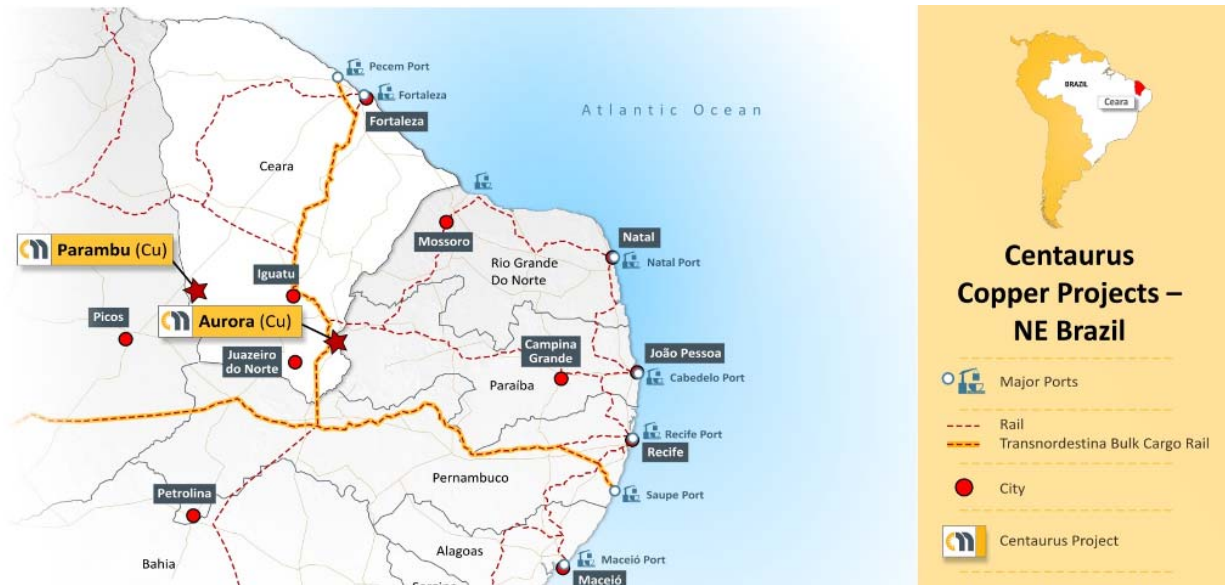 Pecem Port
Fortaleza
Fortaleza
Atlantic Ocean
Ceara
Parambu (Cu)
Mossoro
Natal
Rio Grande
Do Norte
Natal Port
Iguatu
Picos
Aurora (Cu)
Juazeiro
do Norte
Campina
Grande
João Pessoa
Cabedelo Port
Paraíba
Recife Port
Recife
Pernambuco
Petrolina
Saupe Port
Bahia
Alagoas
Maceió Port
Maceió
BRAZIL
Ceara
Centaurus
Copper Projects –
NE Brazil
Major Ports
Rail
Transnordestina Bulk Cargo Rail
City
Centaurus Project